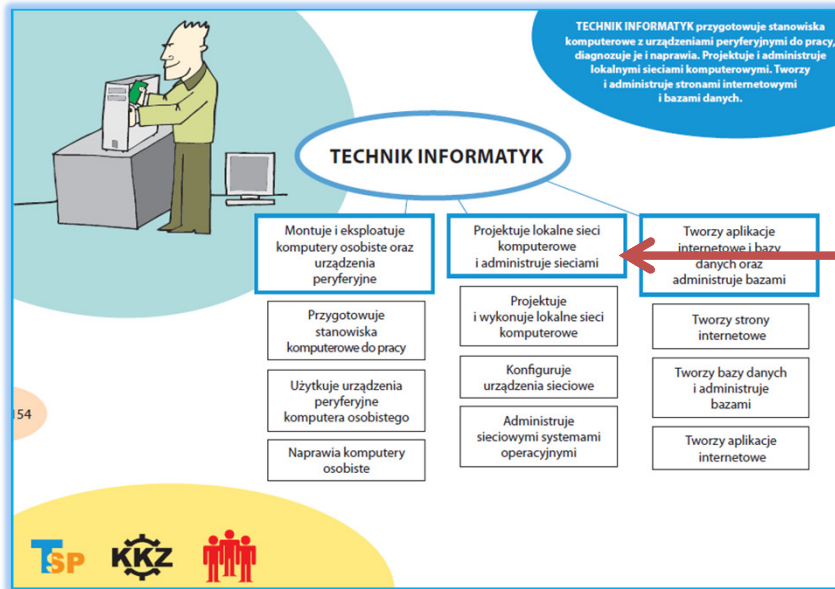 TECHNIK INFORMATYK przygotowuje stanowiska
komputerowe z urządzeniami peryferyjnymi do pracy,
diagnozuje je i naprawia. Projektuje i administruje
lokalnymi sieciami komputerowymi. Tworzy
i administruje stronami internetowymi
i bazami danych.
TECHNIK INFORMATYK
Montuje i eksploatuje
komputery osobiste oraz
urządzenia
peryferyjne
Przygotowuje
stanowiska
komputerowe do pracy
Użytkuje urządzenia
peryferyjne
komputera osobistego
Naprawia komputery
osobiste
Projektuje lokalne sieci
komputerowe
i administruje sieciami
Projektuje
i wykonuje lokalne sieci
komputerowe
Konfiguruje
urządzenia sieciowe
Administruje
sieciowymi systemami
operacyjnymi
Tworzy aplikacje
internetowe i bazy
danych oraz
administruje bazami
Tworzy strony
internetowe
Tworzy bazy danych
i administruje
bazami
Tworzy aplikacje
internetowe
154
TSP
KKZ